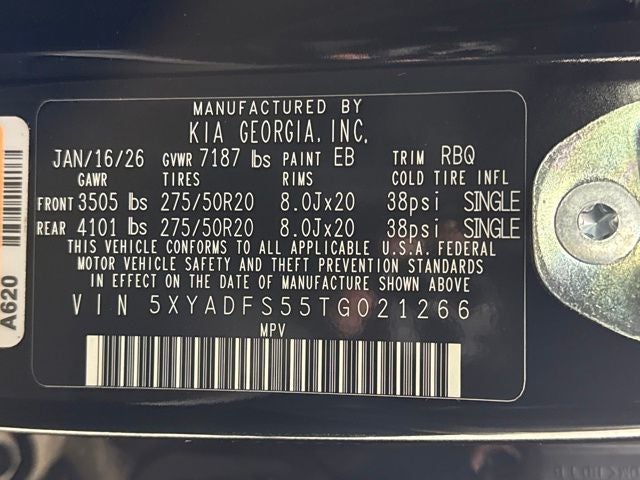 MANUFACTURED BY
KIA GEORGIA, INC.
JAN/16/26 GVWR 7187 lbs PAINT EB TRIM RBQ
GAWR TIRES RIMS COLD TIRE INFL
FRONT 3505 lbs 275/50R20 8.0Jx20 38psi SINGLE
REAR 4101 lbs 275/50R20 8.0Jx20 38psi SINGLE
THIS VEHICLE CONFORMS TO ALL APPLICABLE U.S.A. FEDERAL
MOTOR VEHICLE SAFETY AND THEFT PREVENTION STANDARDS
IN EFFECT ON THE DATE OF MANUFACTURE SHOWN ABOVE
VIN 5XYADFS55TG021266
MPV
A620